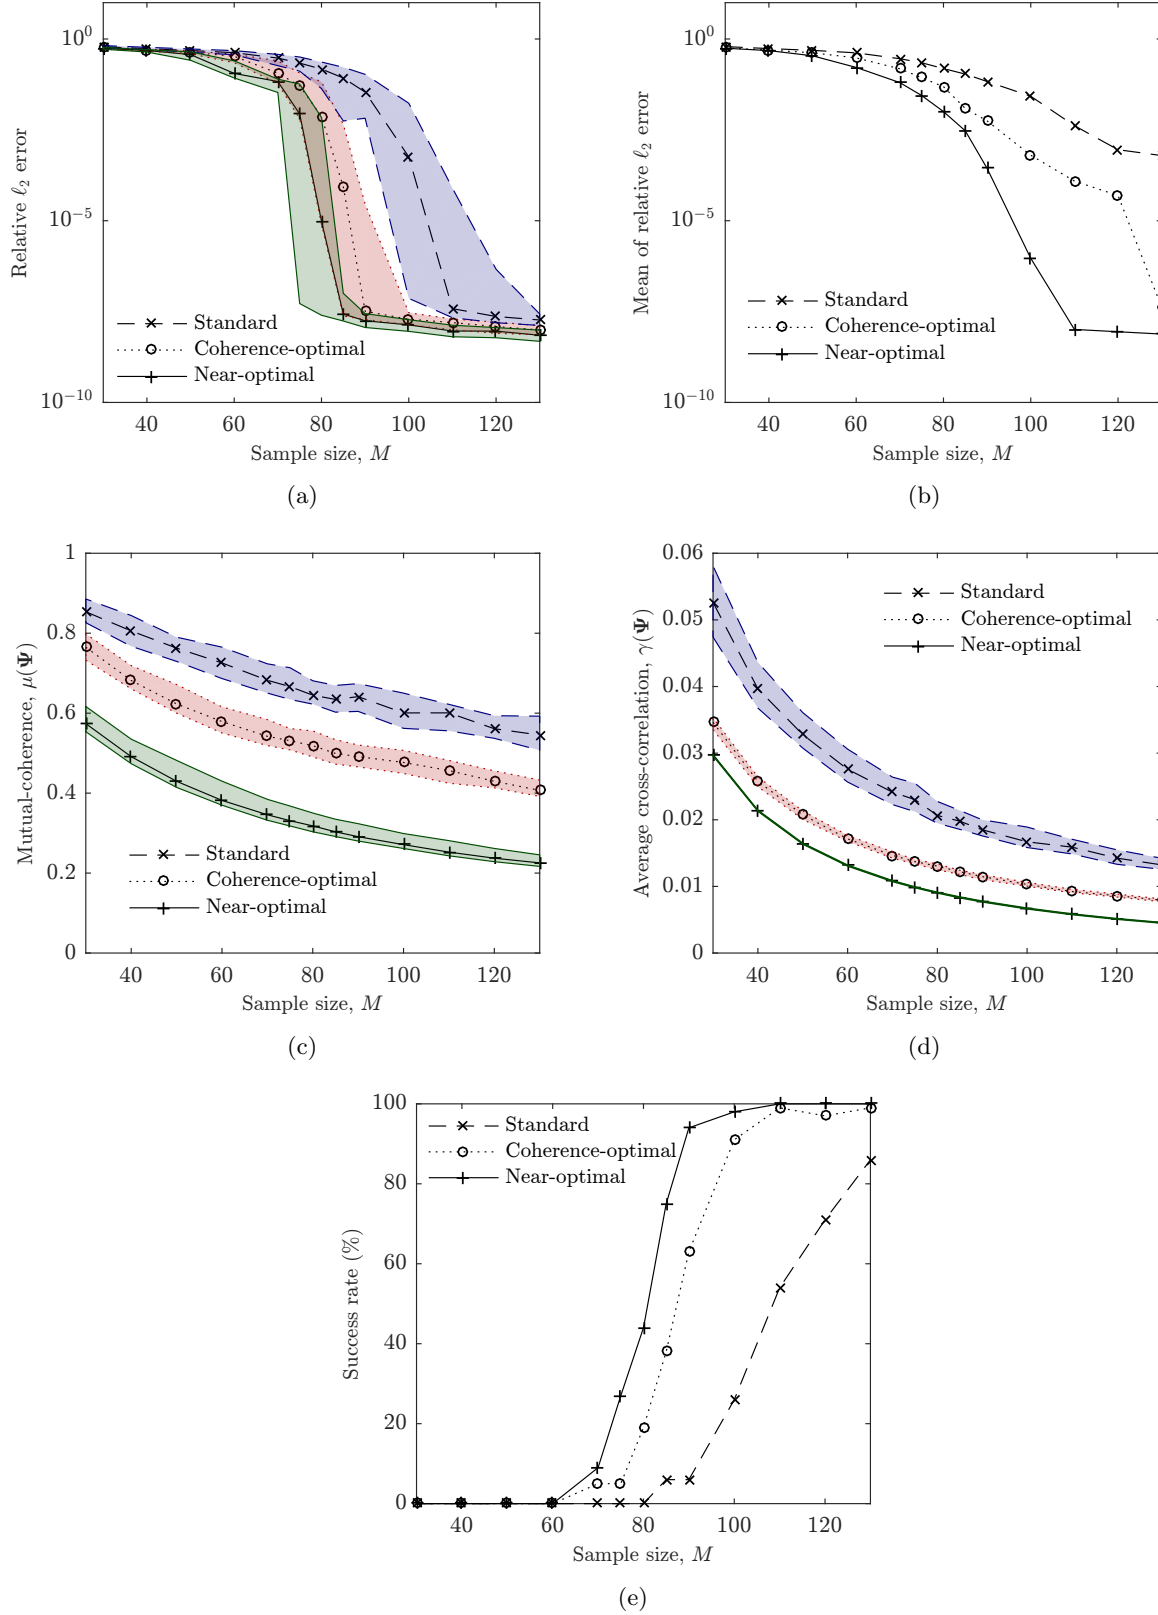 10^0
10^{-5}
10^{-10}
Relative ℓ_2 error
Standard
Coherence-optimal
Near-optimal
40 60 80 100 120
Sample size, M
(a)
10^0
10^{-5}
10^{-10}
Mean of relative ℓ_2 error
Standard
Coherence-optimal
Near-optimal
40 60 80 100 120
Sample size, M
(b)
1
0.8
0.6
0.4
0.2
0
Mutual-coherence, μ(Ψ)
Standard
Coherence-optimal
Near-optimal
40 60 80 100 120
Sample size, M
(c)
0.06
0.05
0.04
0.03
0.02
0.01
0
Average cross-correlation, γ(Ψ)
Standard
Coherence-optimal
Near-optimal
40 60 80 100 120
Sample size, M
(d)
100
80
60
40
20
0
Success rate (%)
Standard
Coherence-optimal
Near-optimal
40 60 80 100 120
Sample size, M
(e)